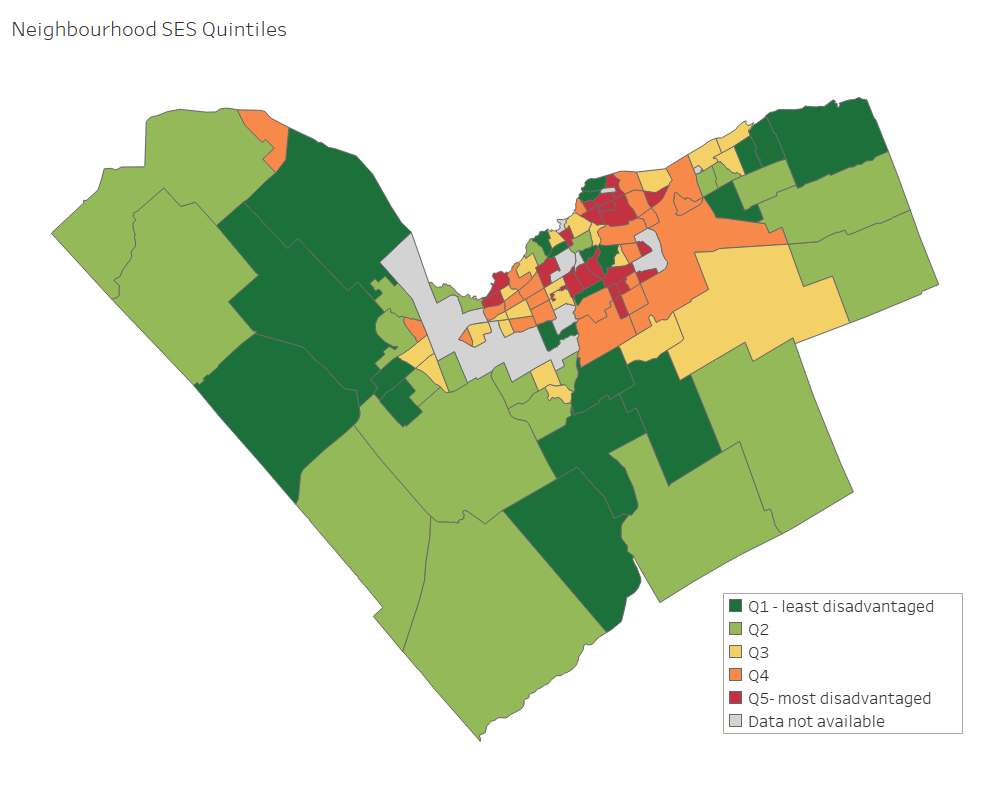 Neighbourhood SES Quintiles
Q1 - least disadvantaged
Q2
Q3
Q4
Q5- most disadvantaged
Data not available